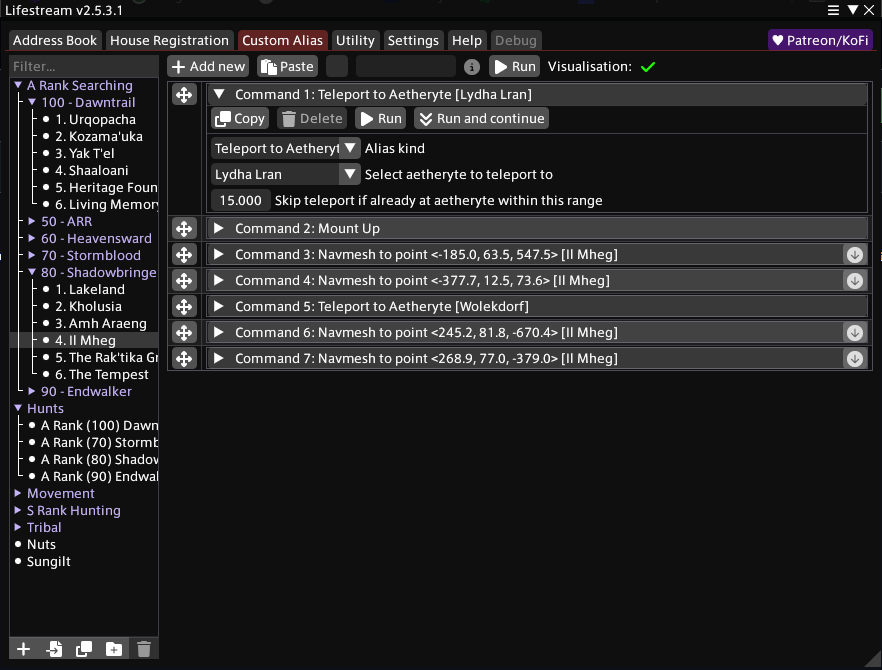 Lifestream v2.5.3.1
Address Book House Registration Custom Alias Utility Settings Help Debug Patreon/KoFi
Filter...
A Rank Searching
100 - Dawntrail
1. Urqopacha
2. Kozama'uka
3. Yak T'el
4. Shaaloani
5. Heritage Foun
6. Living Memory
50 - ARR
60 - Heavensward
70 - Stormblood
80 - Shadowbringe
1. Lakeland
2. Kholusia
3. Amh Araeng
4. Il Mheg
5. The Rak'tika Gr
6. The Tempest
90 - Endwalker
Hunts
A Rank (100) Dawn
A Rank (70) Stormb
A Rank (80) Shadov
A Rank (90) Endwal
Movement
S Rank Hunting
Tribal
Nuts
Sungilt
Add new Paste Run Visualisation:
Command 1: Teleport to Aetheryte [Lydha Lran]
Copy Delete Run Run and continue
Teleport to Aetheryt Alias kind
Lydha Lran Select aetheryte to teleport to
15.000 Skip teleport if already at aetheryte within this range
Command 2: Mount Up
Command 3: Navmesh to point <-185.0, 63.5, 547.5> [Il Mheg]
Command 4: Navmesh to point <-377.7, 12.5, 73.6> [Il Mheg]
Command 5: Teleport to Aetheryte [Wolekdorf]
Command 6: Navmesh to point <245.2, 81.8, -670.4> [Il Mheg]
Command 7: Navmesh to point <268.9, 77.0, -379.0> [Il Mheg]